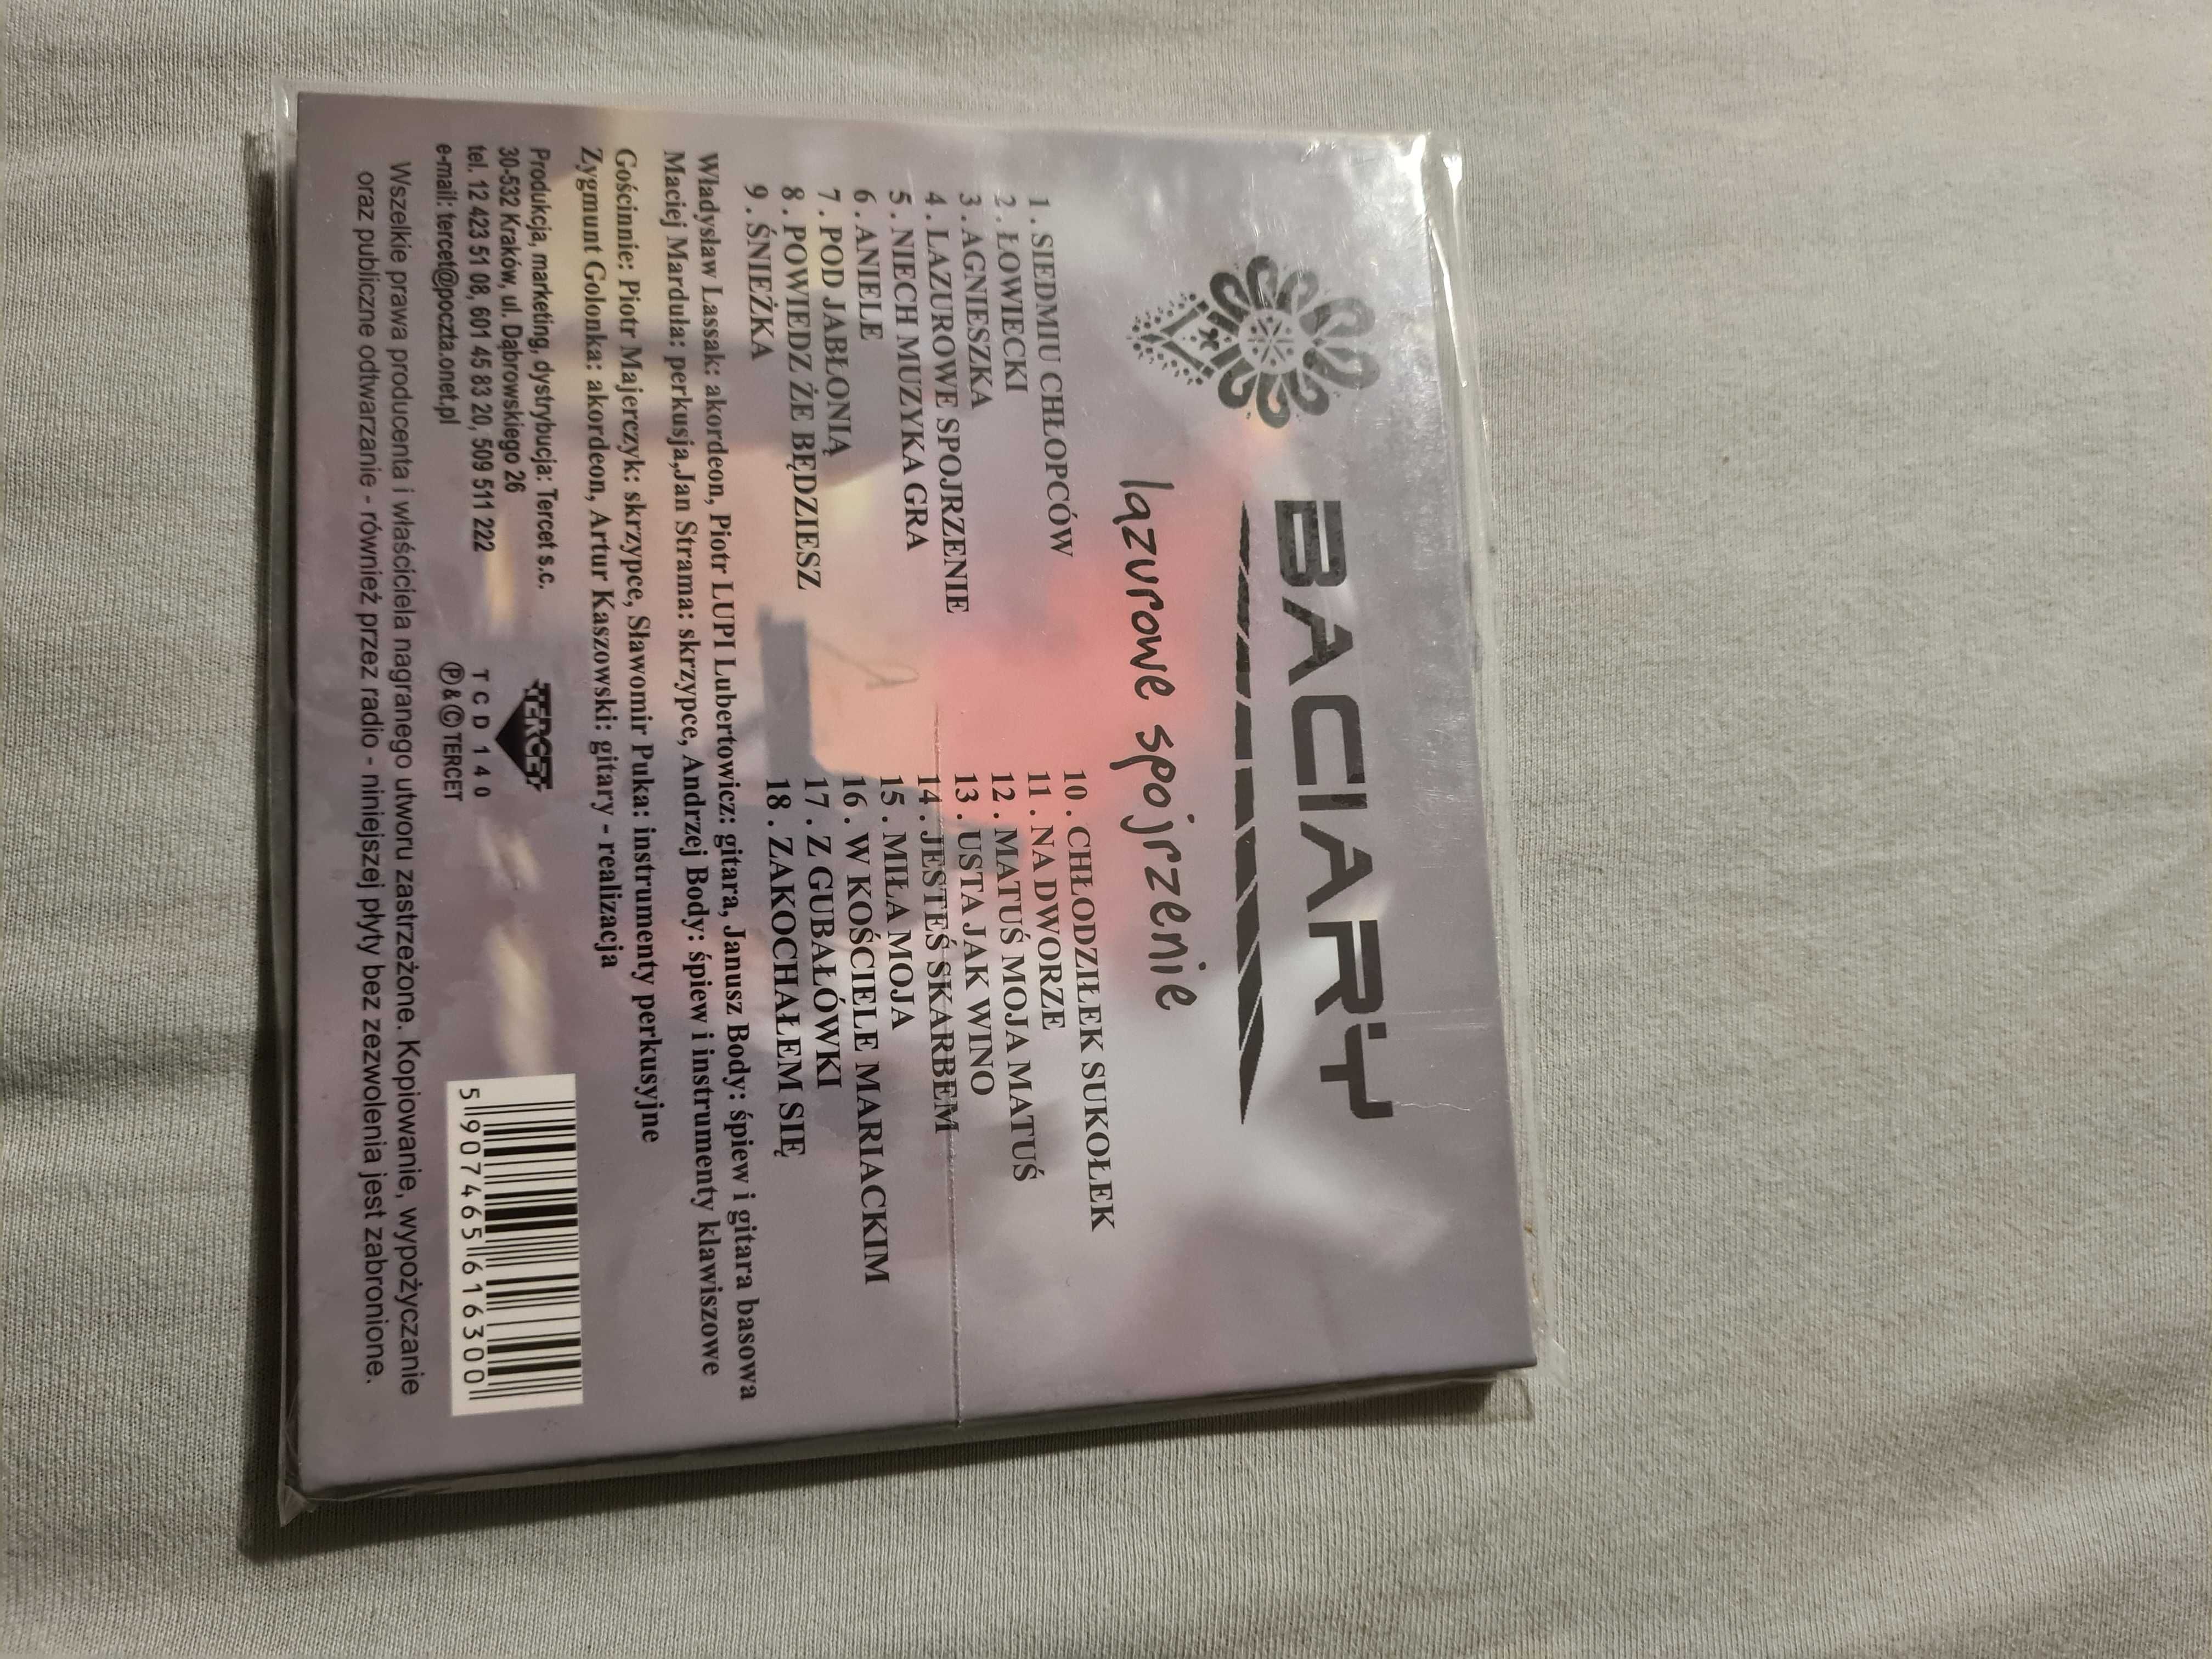 BACIARY
lazurowe spojrzenie
1. SIEDMIU CHŁOPCÓW
2. ŁOWIECKI
3. AGNIESZKA
4. LAZUROWE SPOJRZENIE
5. NIECH MUZYKA GRA
6. ANIELE
7. POD JABŁONIĄ
8. POWIEDZ ŻE BĘDZIESZ
9. ŚNIEŻKA
10. CHŁODZIŁEK SUKOŁEK
11. NA DWORZE
12. MATUŚ MOJA MATUŚ
13. USTA JAK WINO
14. JESTEŚ SKARBEM
15. MIŁA MOJA
16. W KOŚCIELE MARIACKIM
17. Z GUBAŁÓWKI
18. ZAKOCHAŁEM SIĘ
Władysław Lassak: akordeon, Piotr LUPI Lubertowicz: gitara, Janusz Body: śpiew i gitara basowa
Maciej Marduła: perkusja,Jan Strama: skrzypce, Andrzej Body: śpiew i instrumenty klawiszowe
Gościnnie: Piotr Majerczyk: skrzypce, Sławomir Puka: instrumenty perkusyjne
Zygmunt Golonka: akordeon, Artur Kaszowski: gitary - realizacja
Produkcja, marketing, dystrybucja: Tercet s.c.
30-532 Kraków, ul. Dąbrowskiego 26
tel. 12 423 51 08, 601 45 83 20, 509 511 222
e-mail: tercet@poczta.onet.pl
TERCET
TCD 140
Ⓟ&© TERCET
5 907465 616300
Wszelkie prawa producenta i właściciela nagranego utworu zastrzeżone. Kopiowanie, wypożyczanie
oraz publiczne odtwarzanie - również przez radio - niniejszej płyty bez zezwolenia jest zabronione.